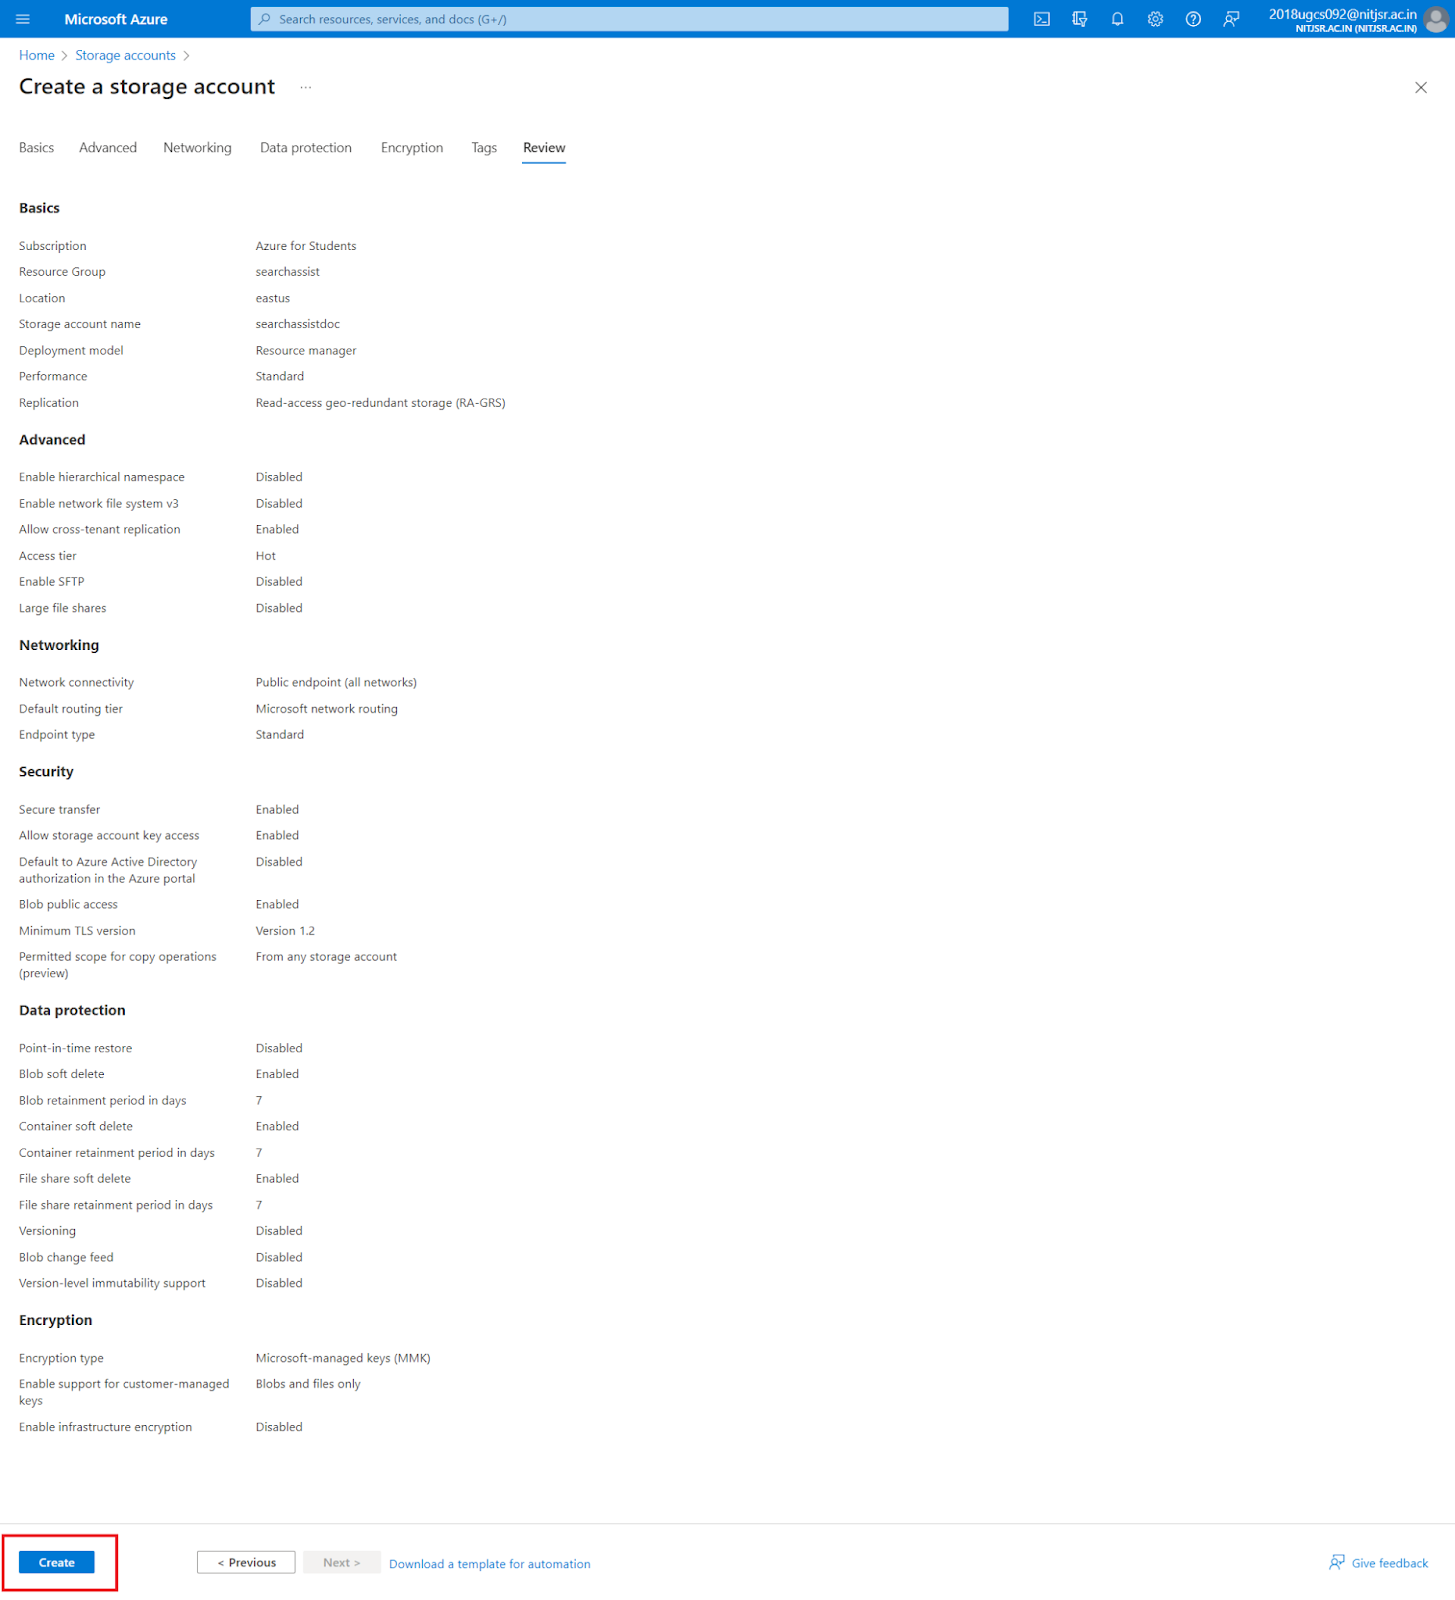 Microsoft Azure
Search resources, services, and docs (G+/)
2018ugcs092@nitjsr.ac.in
NITJSR.AC.IN (NITJSR.AC.IN)
Home > Storage accounts >
Create a storage account ...
Basics Advanced Networking Data protection Encryption Tags Review
Basics
Subscription Azure for Students
Resource Group searchassist
Location eastus
Storage account name searchassistdoc
Deployment model Resource manager
Performance Standard
Replication Read-access geo-redundant storage (RA-GRS)
Advanced
Enable hierarchical namespace Disabled
Enable network file system v3 Disabled
Allow cross-tenant replication Enabled
Access tier Hot
Enable SFTP Disabled
Large file shares Disabled
Networking
Network connectivity Public endpoint (all networks)
Default routing tier Microsoft network routing
Endpoint type Standard
Security
Secure transfer Enabled
Allow storage account key access Enabled
Default to Azure Active Directory Disabled
authorization in the Azure portal
Blob public access Enabled
Minimum TLS version Version 1.2
Permitted scope for copy operations From any storage account
(preview)
Data protection
Point-in-time restore Disabled
Blob soft delete Enabled
Blob retainment period in days 7
Container soft delete Enabled
Container retainment period in days 7
File share soft delete Enabled
File share retainment period in days 7
Versioning Disabled
Blob change feed Disabled
Version-level immutability support Disabled
Encryption
Encryption type Microsoft-managed keys (MMK)
Enable support for customer-managed Blobs and files only
keys
Enable infrastructure encryption Disabled
Create < Previous Next > Download a template for automation Give feedback